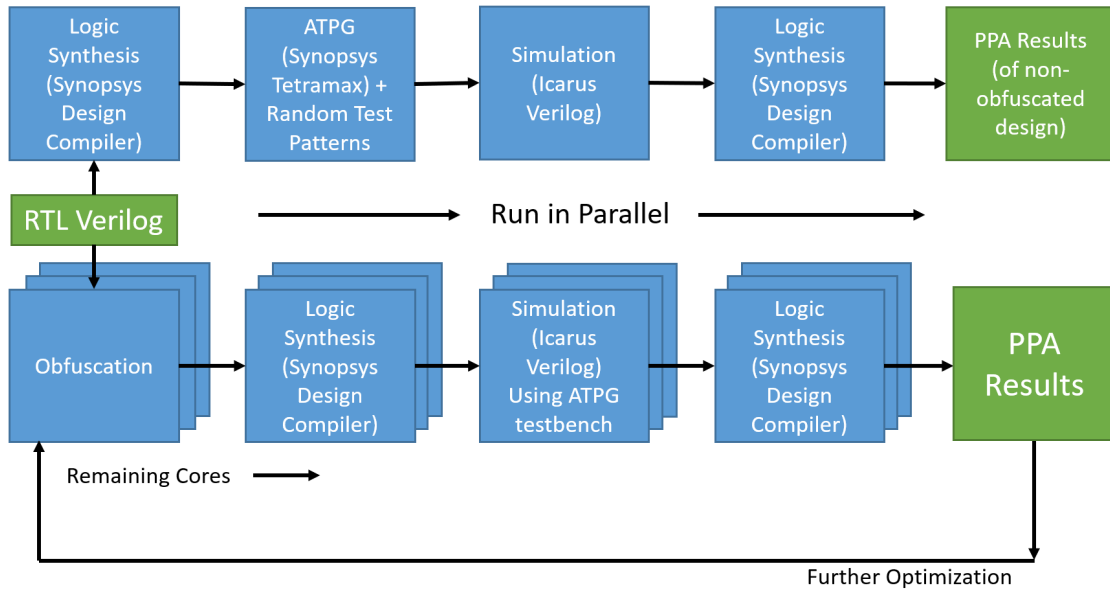 Logic
Synthesis
(Synopsys
Design
Compiler)
ATPG
(Synopsys
Tetramax) +
Random Test
Patterns
Simulation
(Icarus
Verilog)
Logic
Synthesis
(Synopsys
Design
Compiler)
PPA Results
(of non-
obfuscated
design)
RTL Verilog
Run in Parallel
Obfuscation
Logic
Synthesis
(Synopsys
Design
Compiler)
Simulation
(Icarus
Verilog)
Using ATPG
testbench
Logic
Synthesis
(Synopsys
Design
Compiler)
PPA
Results
Remaining Cores
Further Optimization